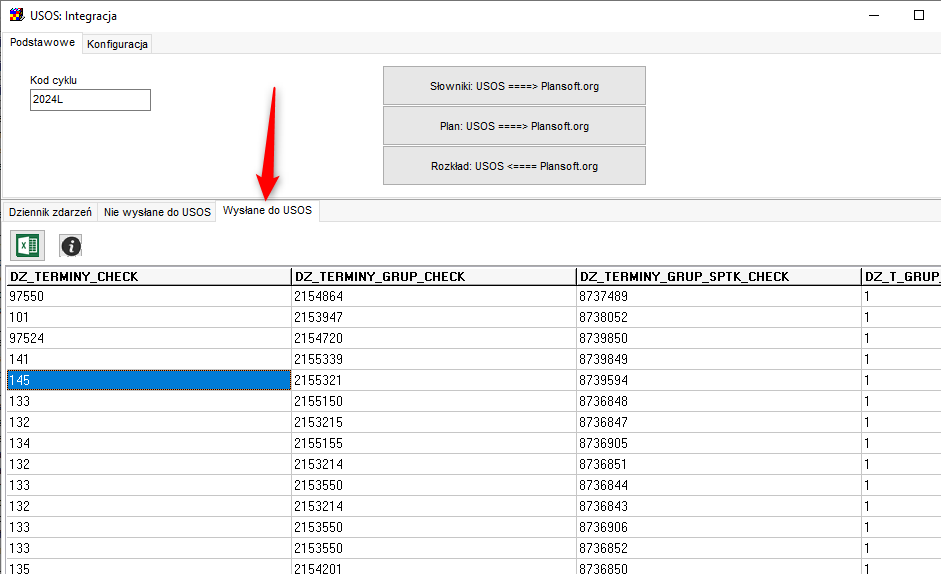 USOS: Integracja
Podstawowe Konfiguracja
Kod cyklu
2024L
Słowniki: USOS ====> Plansoft.org
Plan: USOS ====> Plansoft.org
Rozkład: USOS <==== Plansoft.org
Dziennik zdarzeń Nie wysłane do USOS Wysłane do USOS
DZ_TERMINY_CHECK DZ_TERMINY_GRUP_CHECK DZ_TERMINY_GRUP_SPTK_CHECK DZ_T_GRUP_
97550 2154864 8737489 1
101 2153947 8738052 1
97524 2154720 8739850 1
141 2155339 8739849 1
145 2155321 8739594 1
133 2155150 8736848 1
132 2153215 8736847 1
134 2155155 8736905 1
132 2153214 8736851 1
133 2153550 8736844 1
132 2153214 8736843 1
133 2153550 8736906 1
133 2153550 8736852 1
135 2154201 8736850 1